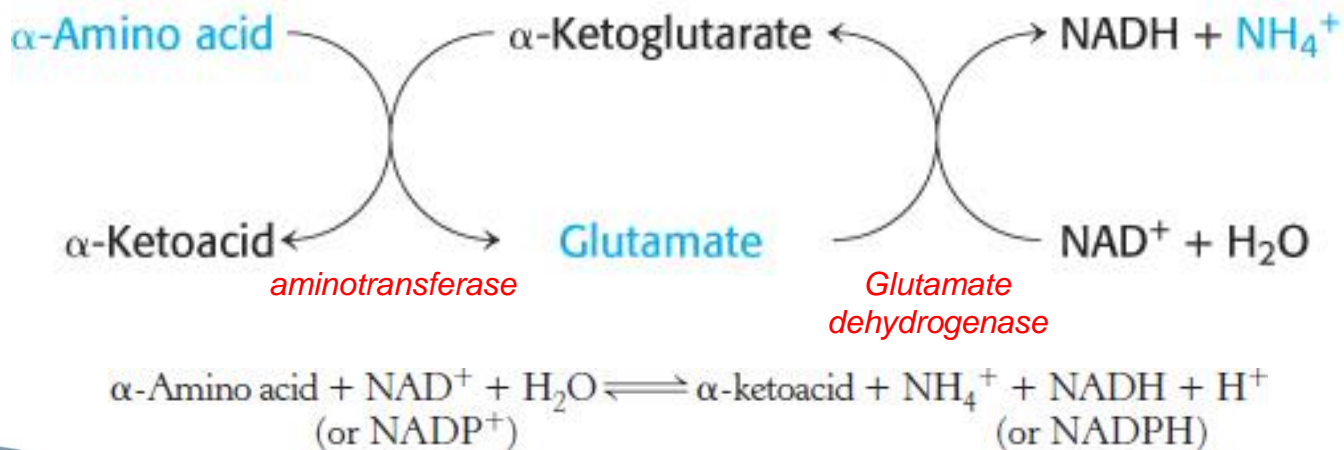 α-Amino acid α-Ketoglutarate NADH + NH₄⁺
α-Ketoacid Glutamate NAD⁺ + H₂O
aminotransferase Glutamate
dehydrogenase
α-Amino acid + NAD⁺ + H₂O ⇌ α-ketoacid + NH₄⁺ + NADH + H⁺
(or NADP⁺) (or NADPH)